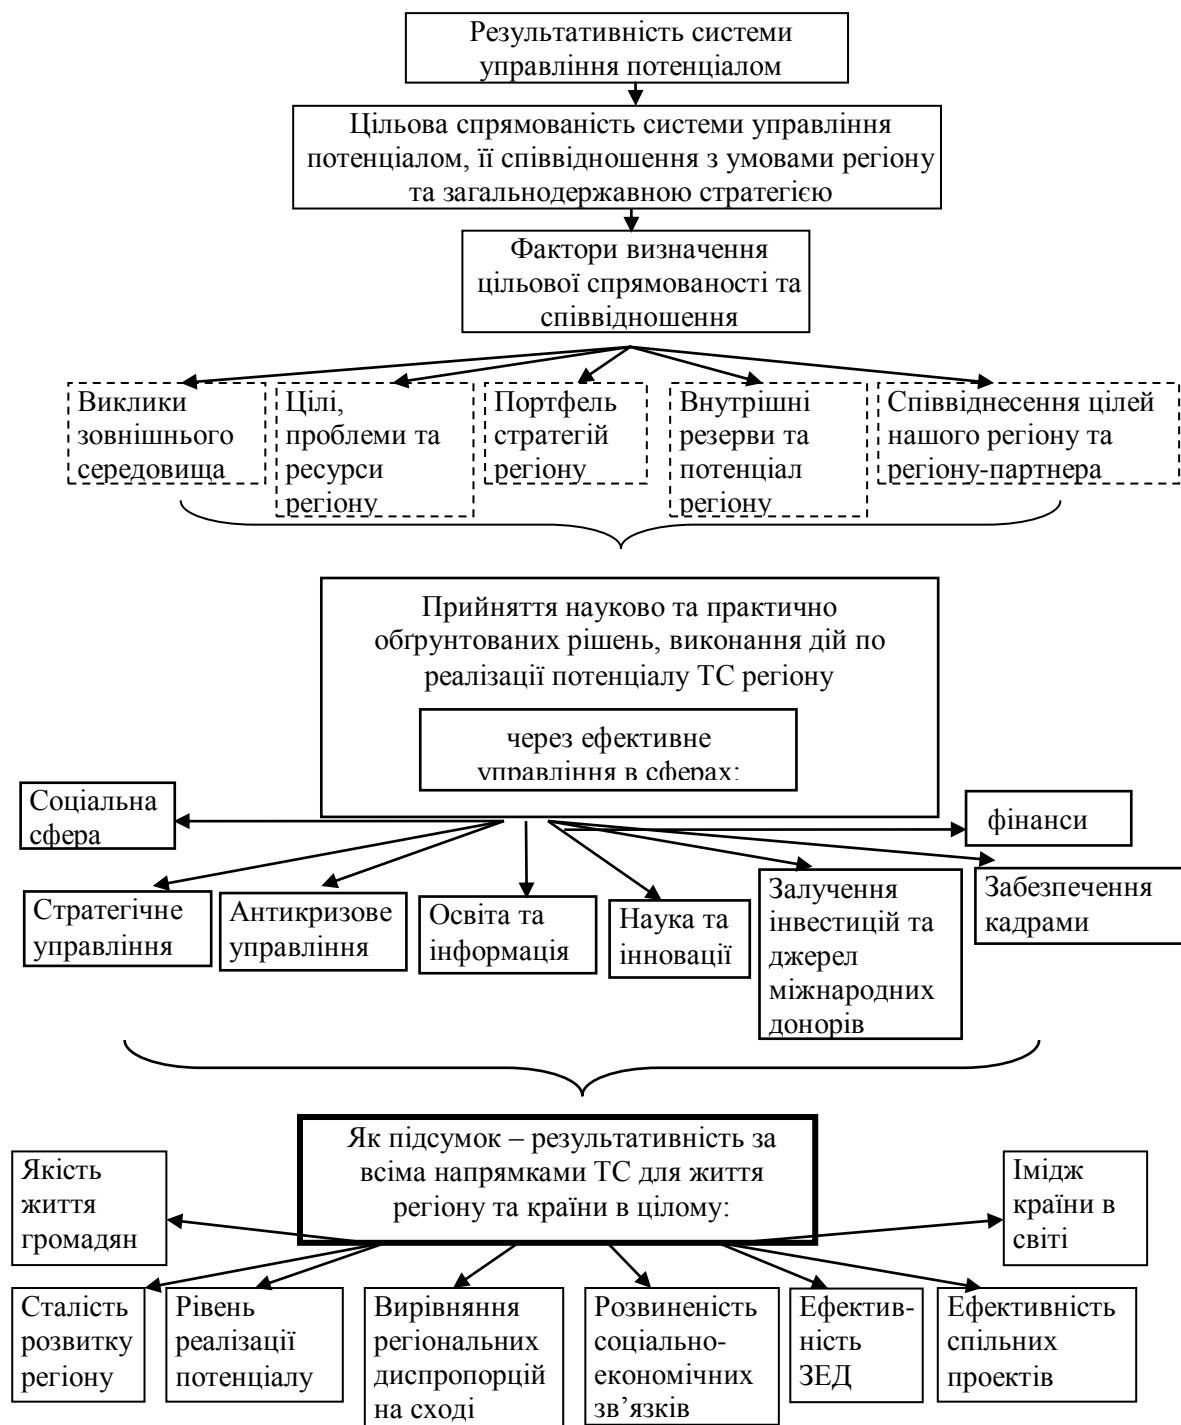 Результативність системи
управління потенціалом
Цільова спрямованість системи управління
потенціалом, її співвідношення з умовами регіону
та загальнодержавною стратегією
Фактори визначення
цільової спрямованості та
співвідношення
Виклики
зовнішнього
середовища
Цілі,
проблеми та
ресурси
регіону
Портфель
стратегій
регіону
Внутрішні
резерви та
потенціал
регіону
Співвіднесення цілей
нашого регіону та
регіону-партнера
Прийняття науково та практично
обґрунтованих рішень, виконання дій по
реалізації потенціалу ТС регіону
через ефективне
управління в сферах:
Соціальна
сфера
фінанси
Стратегічне
управління
Антикризове
управління
Освіта та
інформація
Наука та
інновації
Залучення
інвестицій та
джерел
міжнародних
донорів
Забезпечення
кадрами
Як підсумок – результативність за
всіма напрямками ТС для життя
регіону та країни в цілому:
Якість
життя
громадян
Імідж
країни в
світі
Сталість
розвитку
регіону
Рівень
реалізації
потенціалу
Вирівняння
регіональних
диспропорцій
на сході
Розвиненість
соціально-
економічних
зв’язків
Ефектив-
ність
ЗЕД
Ефективність
спільних
проектів